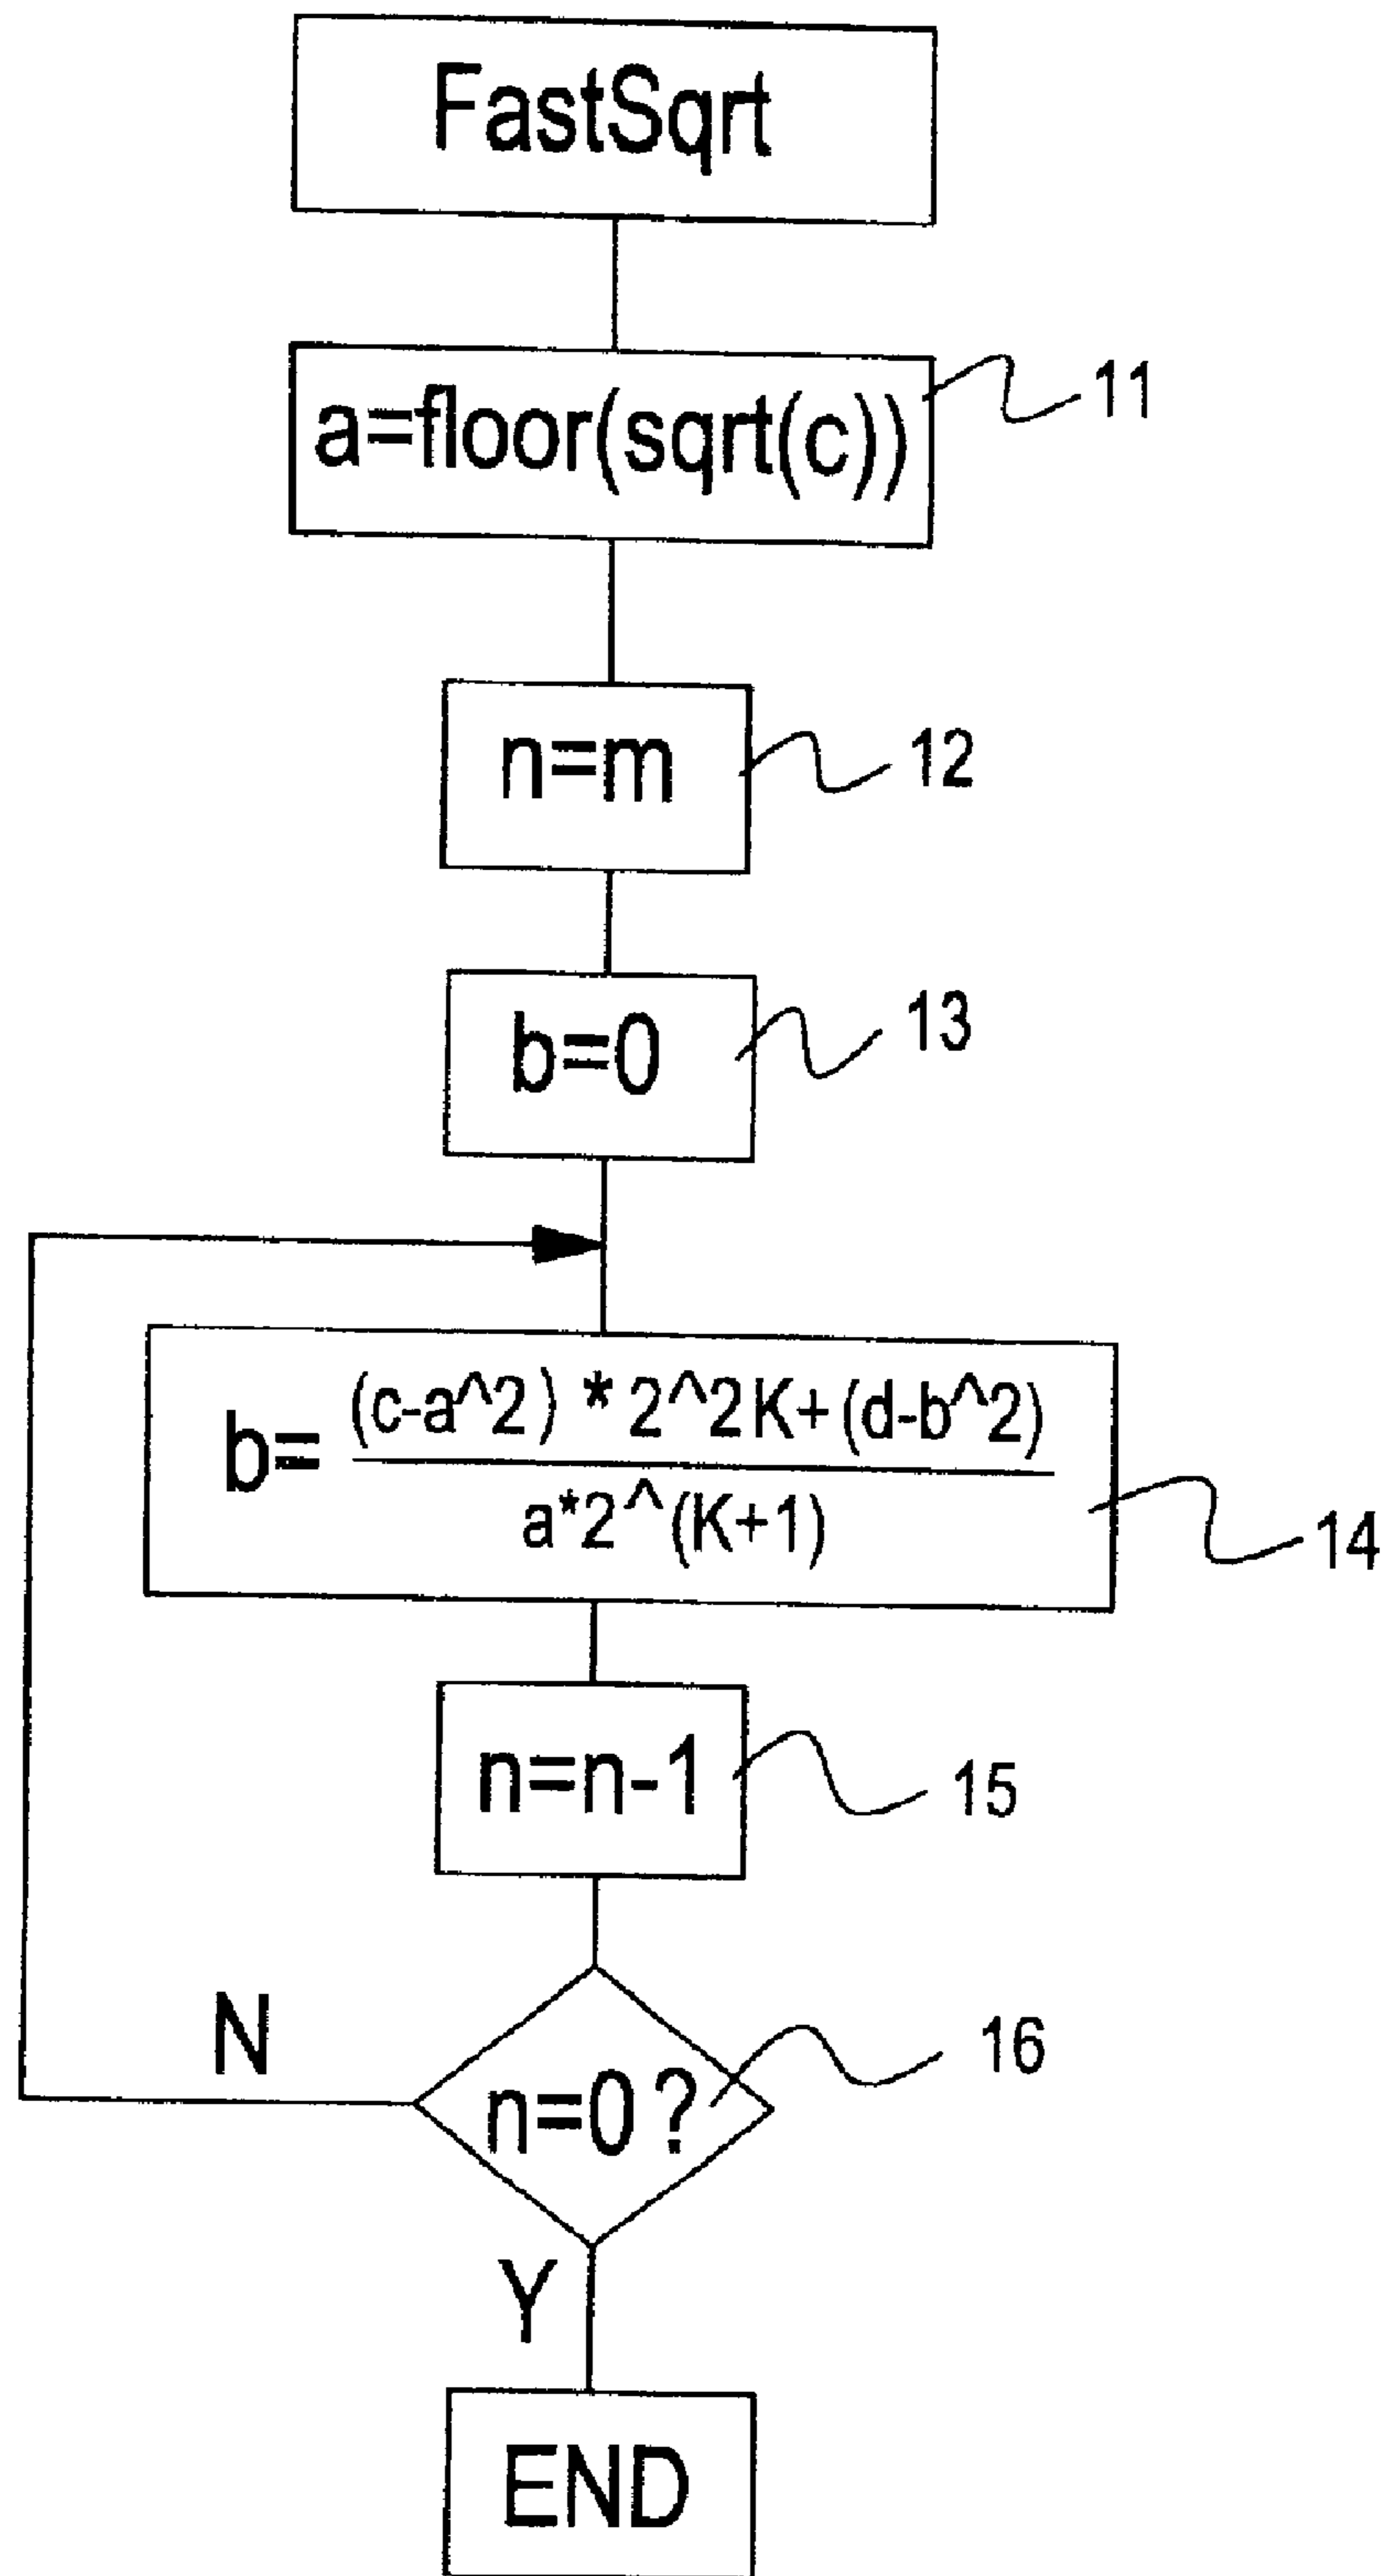 FastSqrt
a=floor(sqrt(c))
11
n=m
12
b=0
13
b= (c-a^2) * 2^2K+(d-b^2)
a*2^(K+1)
14
n=n-1
15
N
n=0?
16
Y
END